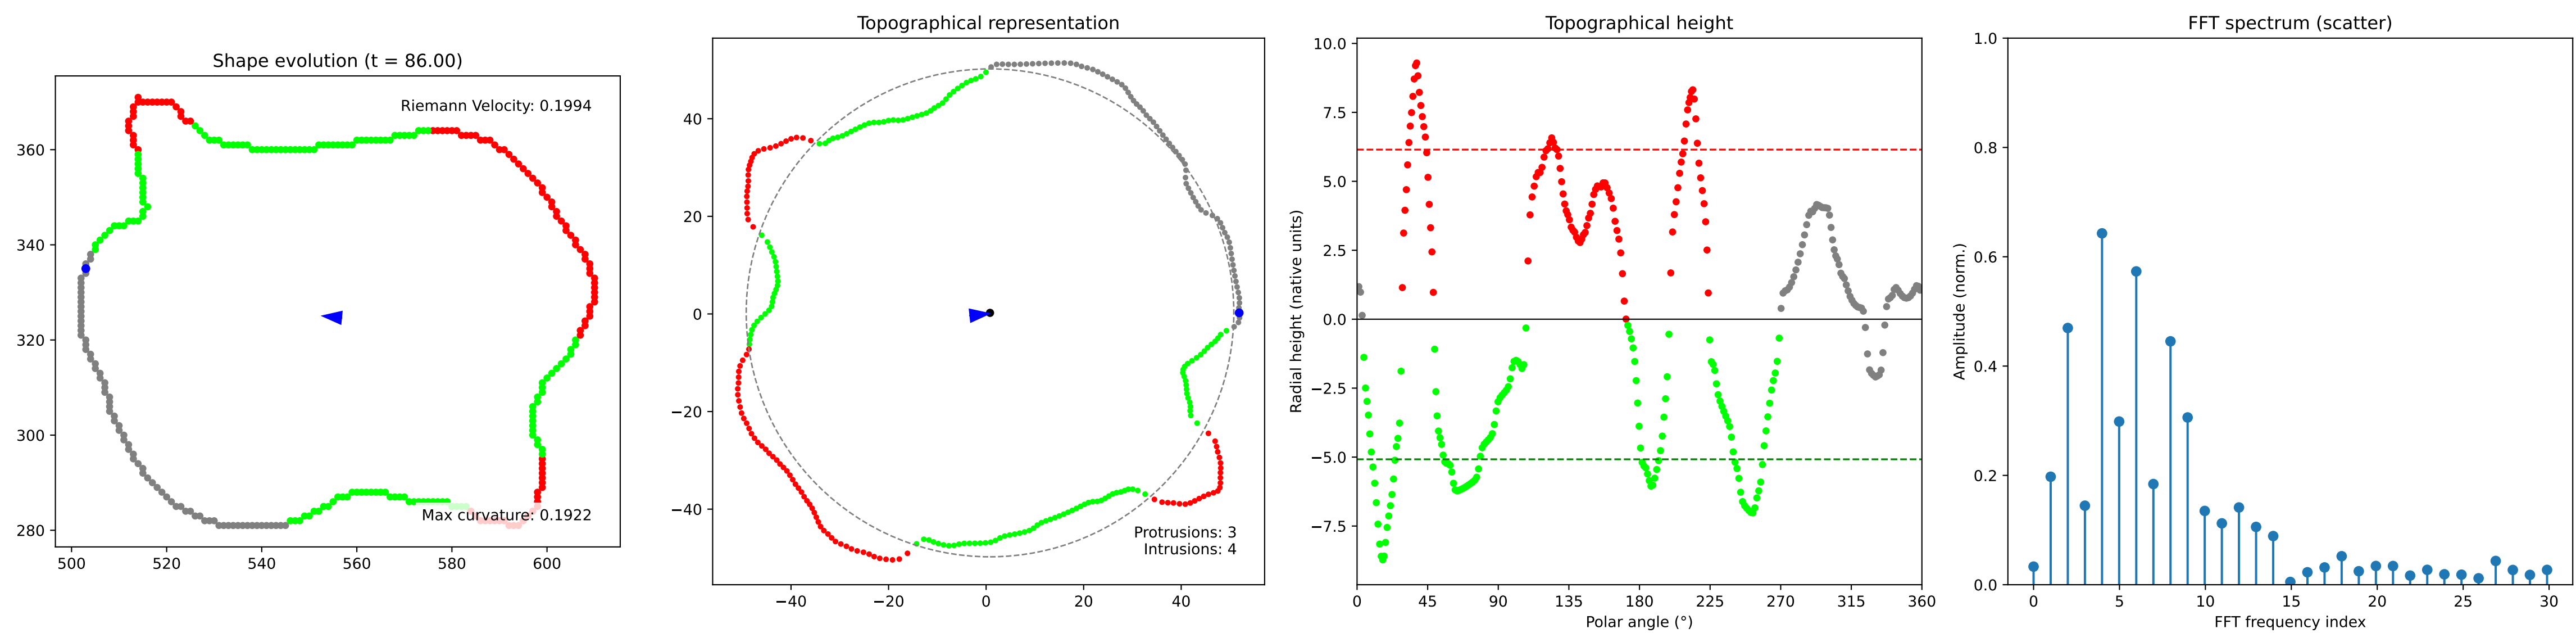 Shape evolution (t = 86.00)
Riemann Velocity: 0.1994
Max curvature: 0.1922
360
340
320
300
280
500 520 540 560 580 600
Topographical representation
40
20
0
−20
−40
−40 −20 0 20 40
Protrusions: 3
Intrusions: 4
Topographical height
Radial height (native units)
10.0
7.5
5.0
2.5
0.0
−2.5
−5.0
−7.5
0 45 90 135 180 225 270 315 360
Polar angle (°)
FFT spectrum (scatter)
Amplitude (norm.)
1.0
0.8
0.6
0.4
0.2
0.0
0 5 10 15 20 25 30
FFT frequency index